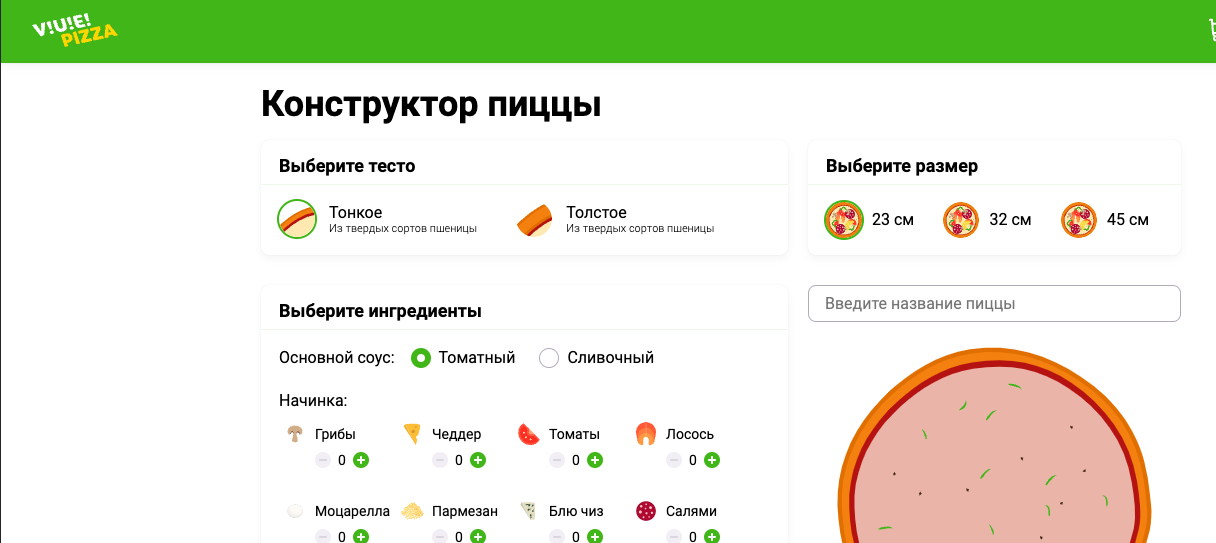 V!U!E!
PIZZA
Конструктор пиццы
Выберите тесто
Тонкое
Из твердых сортов пшеницы
Толстое
Из твердых сортов пшеницы
Выберите размер
23 см
32 см
45 см
Выберите ингредиенты
Основной соус:
Томатный
Сливочный
Начинка:
Грибы
Чеддер
Томаты
Лосось
0
0
0
0
Моцарелла
Пармезан
Блю чиз
Салями
0
0
0
0
Введите название пиццы